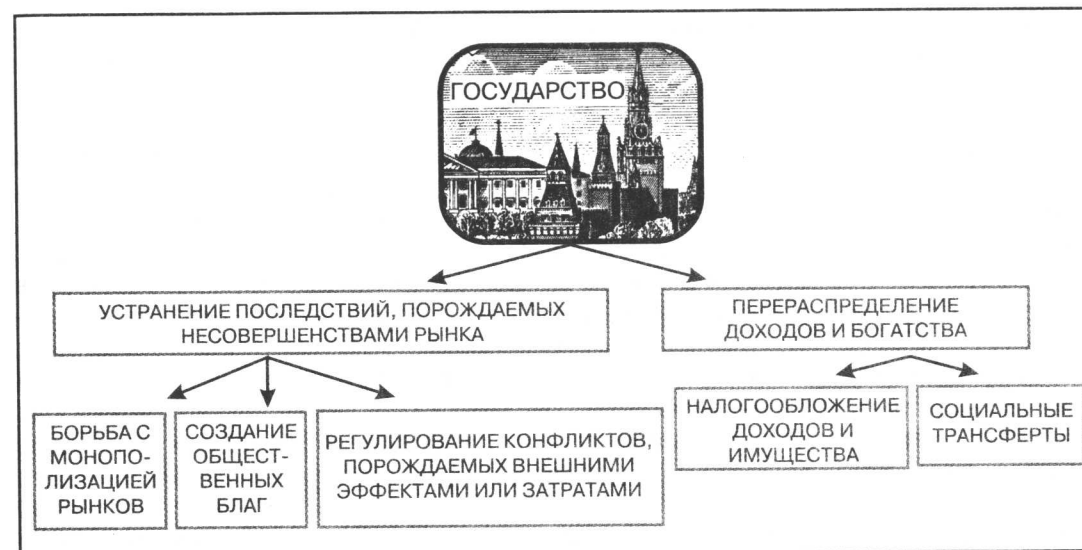 ГОСУДАРСТВО
УСТРАНЕНИЕ ПОСЛЕДСТВИЙ, ПОРОЖДАЕМЫХ
НЕСОВЕРШЕНСТВАМИ РЫНКА
ПЕРЕРАСПРЕДЕЛЕНИЕ
ДОХОДОВ И БОГАТСТВА
БОРЬБА С
МОНОПО-
ЛИЗАЦИЕЙ
РЫНКОВ
СОЗДАНИЕ
ОБЩЕСТ-
ВЕННЫХ
БЛАГ
РЕГУЛИРОВАНИЕ КОНФЛИКТОВ,
ПОРОЖДАЕМЫХ ВНЕШНИМИ
ЭФФЕКТАМИ ИЛИ ЗАТРАТАМИ
НАЛОГООБЛОЖЕНИЕ
ДОХОДОВ И
ИМУЩЕСТВА
СОЦИАЛЬНЫЕ
ТРАНСФЕРТЫ